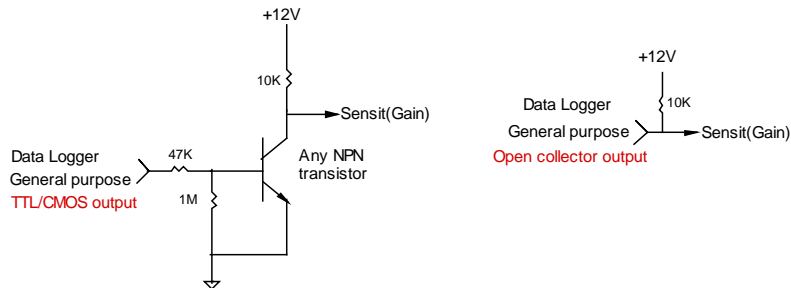 +12V
10K
Sensit(Gain)
Data Logger
General purpose
TTL/CMOS output
47K
1M
Any NPN
transistor
+12V
10K
Data Logger
General purpose
Open collector output
Sensit(Gain)